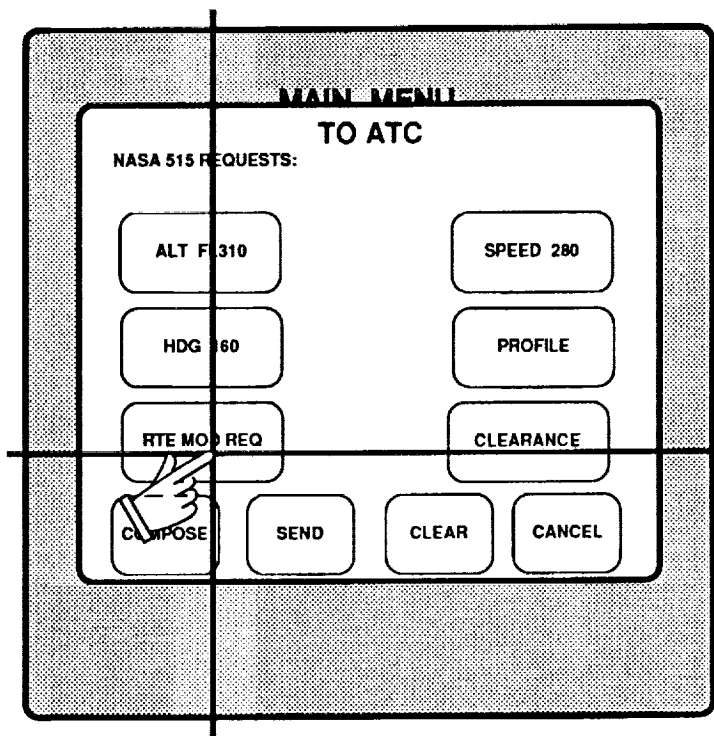 MAIN MENU
TO ATC
NASA 515 REQUESTS:
ALT FL310
SPEED 280
HDG 160
PROFILE
RTE MOD REQ
CLEARANCE
COMPOSE
SEND
CLEAR
CANCEL